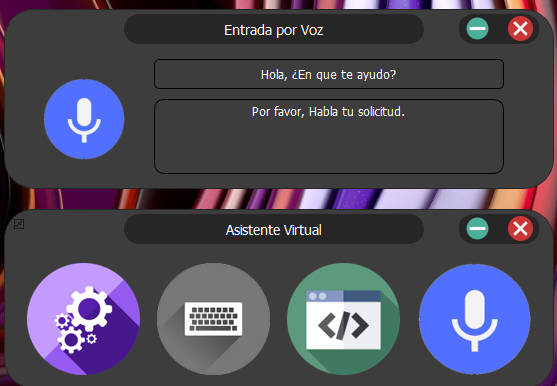 Entrada por Voz
Hola, ¿En que te ayudo?
Por favor, Habla tu solicitud.
Asistente Virtual